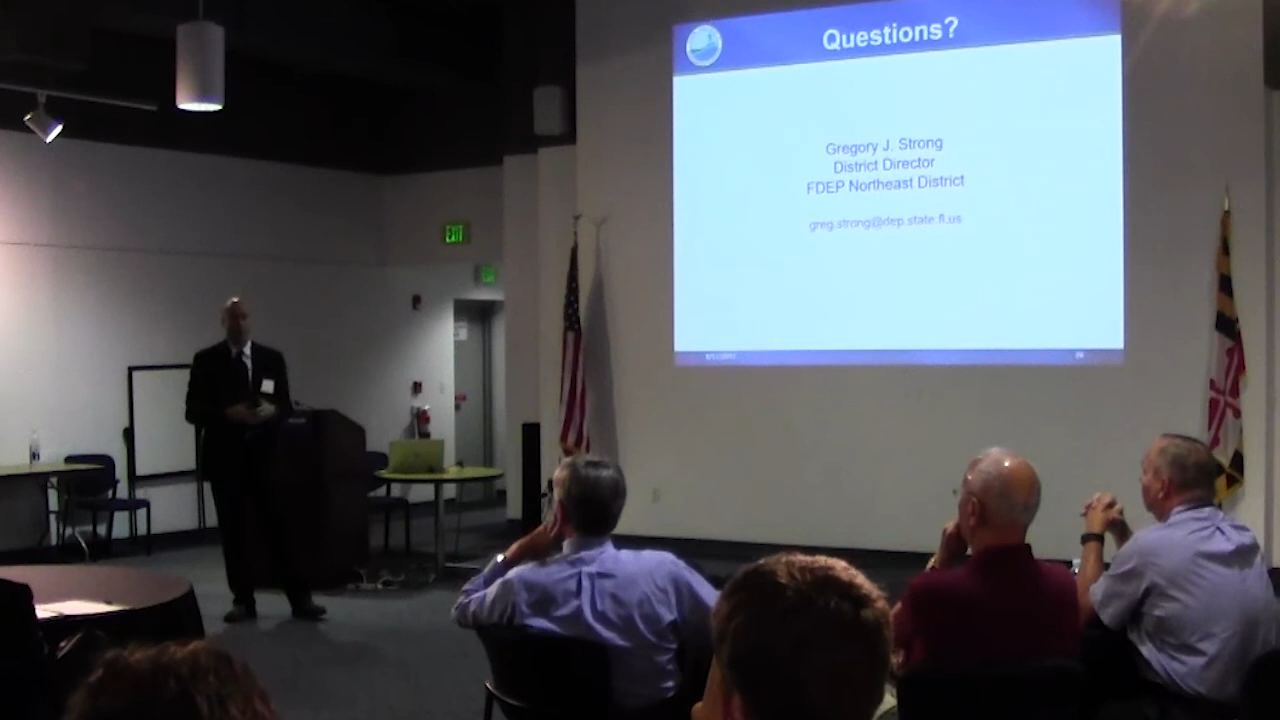 Questions?
Gregory J. Strong
District Director
FDEP Northeast District
greg.strong@dep.state.fl.us
EXIT